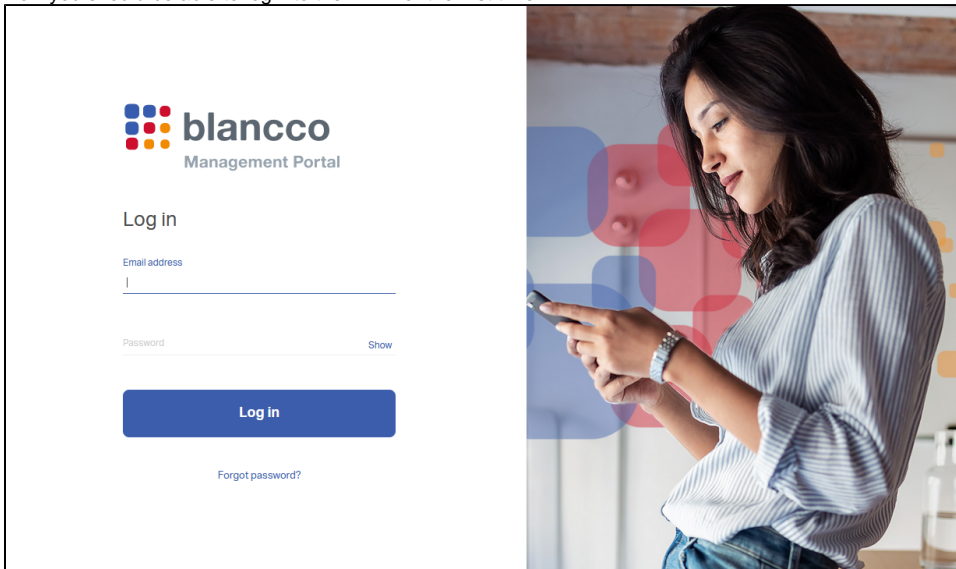 blancco
Management Portal
Log in
Email address
Password
Show
Log in
Forgot password?